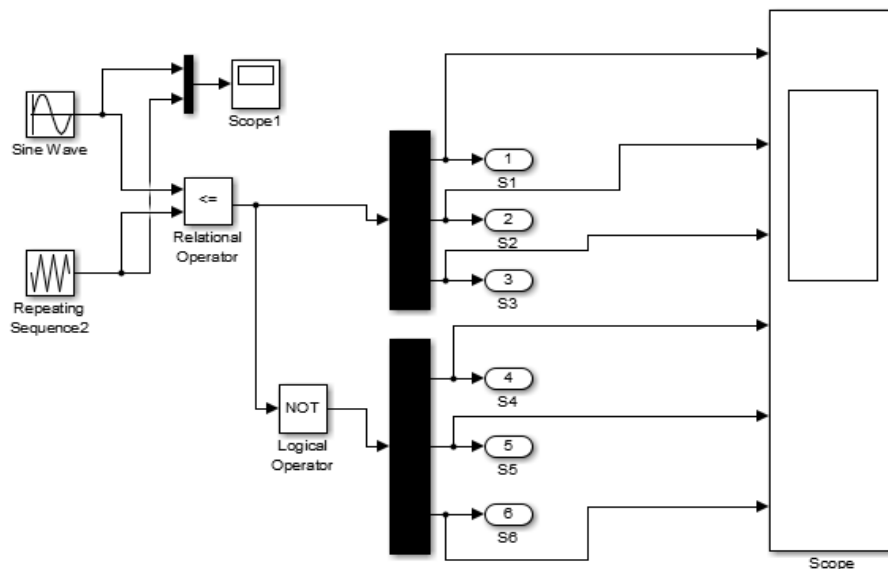 Scope1
Sine Wave
1
S1
<=
2
S2
Relational
Operator
3
S3
Repeating
Sequence2
4
S4
NOT
Logical
Operator
5
S5
6
S6
Scope